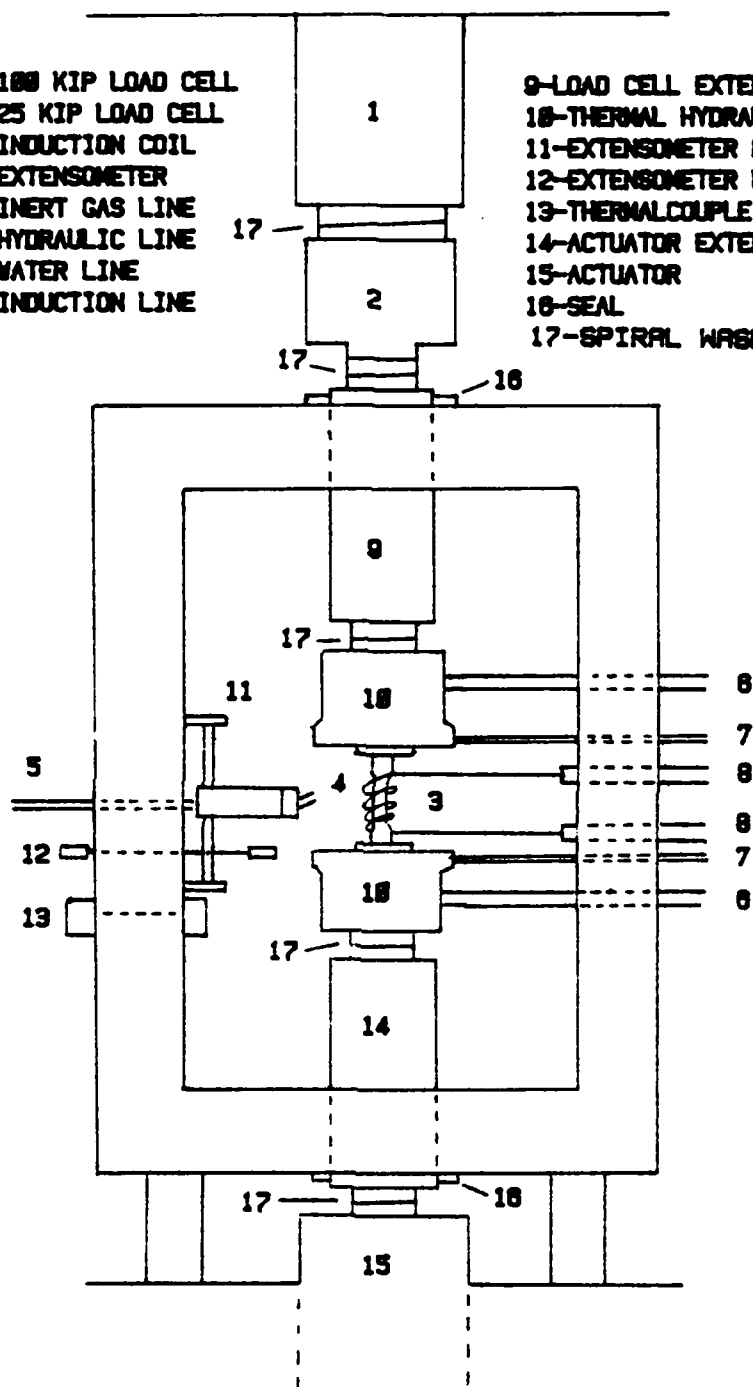 100 KIP LOAD CELL
25 KIP LOAD CELL
INDUCTION COIL
EXTENSOMETER
INERT GAS LINE
HYDRAULIC LINE
WATER LINE
INDUCTION LINE
9-LOAD CELL EXTE
10-THERMAL HYDRA
11-EXTENSOMETER
12-EXTENSOMETER
13-THERMALCOUPLE
14-ACTUATOR EXTE
15-ACTUATOR
16-SEAL
17-SPIRAL WAS
1
17
2
17
16
9
17
10
6
11
7
5
4
3
8
8
12
7
10
6
13
17
14
17
16
15